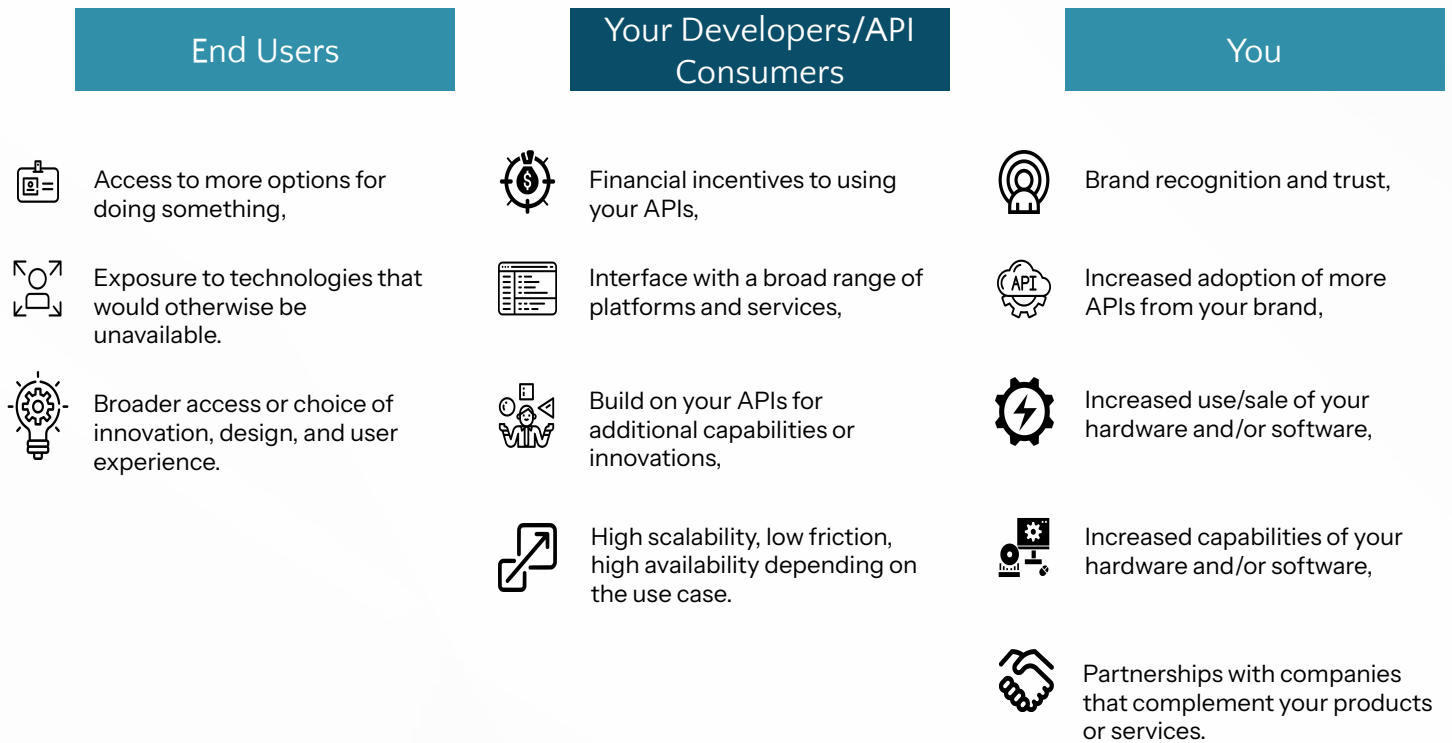 End Users
Access to more options for
doing something,
Exposure to technologies that
would otherwise be
unavailable.
Broader access or choice of
innovation, design, and user
experience.
Your Developers/API
Consumers
Financial incentives to using
your APIs,
Interface with a broad range of
platforms and services,
Build on your APIs for
additional capabilities or
innovations,
High scalability, low friction,
high availability depending on
the use case.
You
Brand recognition and trust,
API
Increased adoption of more
APIs from your brand,
Increased use/sale of your
hardware and/or software,
Increased capabilities of your
hardware and/or software,
Partnerships with companies
that complement your products
or services.